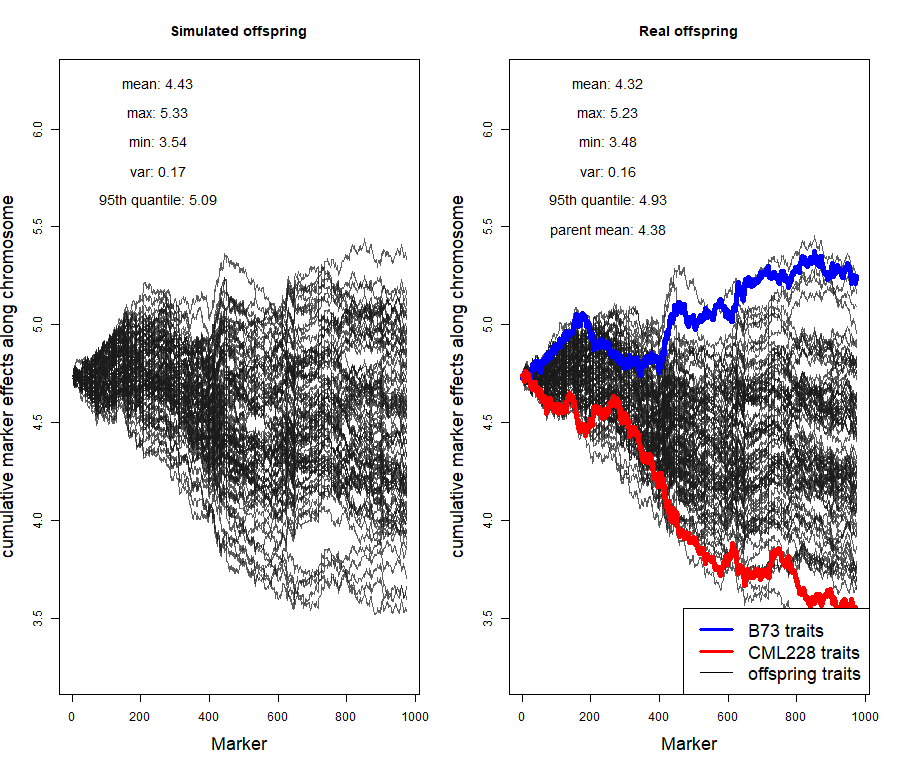 Simulated offspring
mean: 4.43
max: 5.33
min: 3.54
var: 0.17
95th quantile: 5.09
cumulative marker effects along chromosome
6.0
5.5
5.0
4.5
4.0
3.5
0
200
400
600
800
1000
Marker
Real offspring
mean: 4.32
max: 5.23
min: 3.48
var: 0.16
95th quantile: 4.93
parent mean: 4.38
cumulative marker effects along chromosome
6.0
5.5
5.0
4.5
4.0
3.5
B73 traits
CML228 traits
offspring traits
0
200
400
600
800
1000
Marker